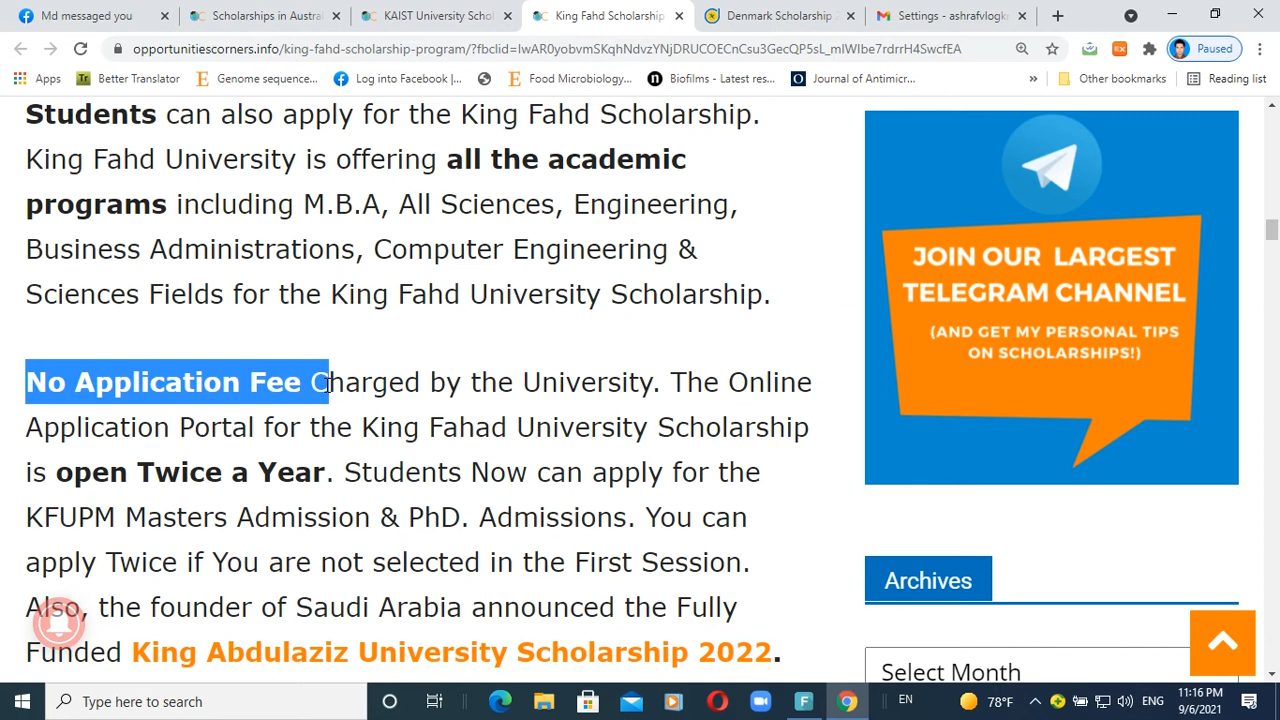 Md messaged you
Scholarships in Austra
KAIST University Scho
King Fahd Scholarship
Denmark Scholarship
Settings - ashrafvlogk
opportunitiescorners.info/king-fahd-scholarship-program/?fbclid=IwAR0yobvmSKqhNdvzYNjDRUCOECnCsu3GecQP5sL_mIWIbe7rdrrH4SwcfEA
Paused
Apps
Better Translator
Genome sequence...
Log into Facebook |...
Food Microbiology,...
Biofilms - Latest res...
Journal of Antimicr...
»
Other bookmarks
Reading list
Students can also apply for the King Fahd Scholarship.
King Fahd University is offering all the academic
programs including M.B.A, All Sciences, Engineering,
Business Administrations, Computer Engineering &
Sciences Fields for the King Fahd University Scholarship.
No Application Fee Charged by the University. The Online
Application Portal for the King Fahad University Scholarship
is open Twice a Year. Students Now can apply for the
KFUPM Masters Admission & PhD. Admissions. You can
apply Twice if You are not selected in the First Session.
Also, the founder of Saudi Arabia announced the Fully
Funded King Abdulaziz University Scholarship 2022.
JOIN OUR LARGEST
TELEGRAM CHANNEL
(AND GET MY PERSONAL TIPS
ON SCHOLARSHIPS!)
Archives
Select Month
Type here to search
EN
78°F
ENG
11:16 PM
9/6/2021